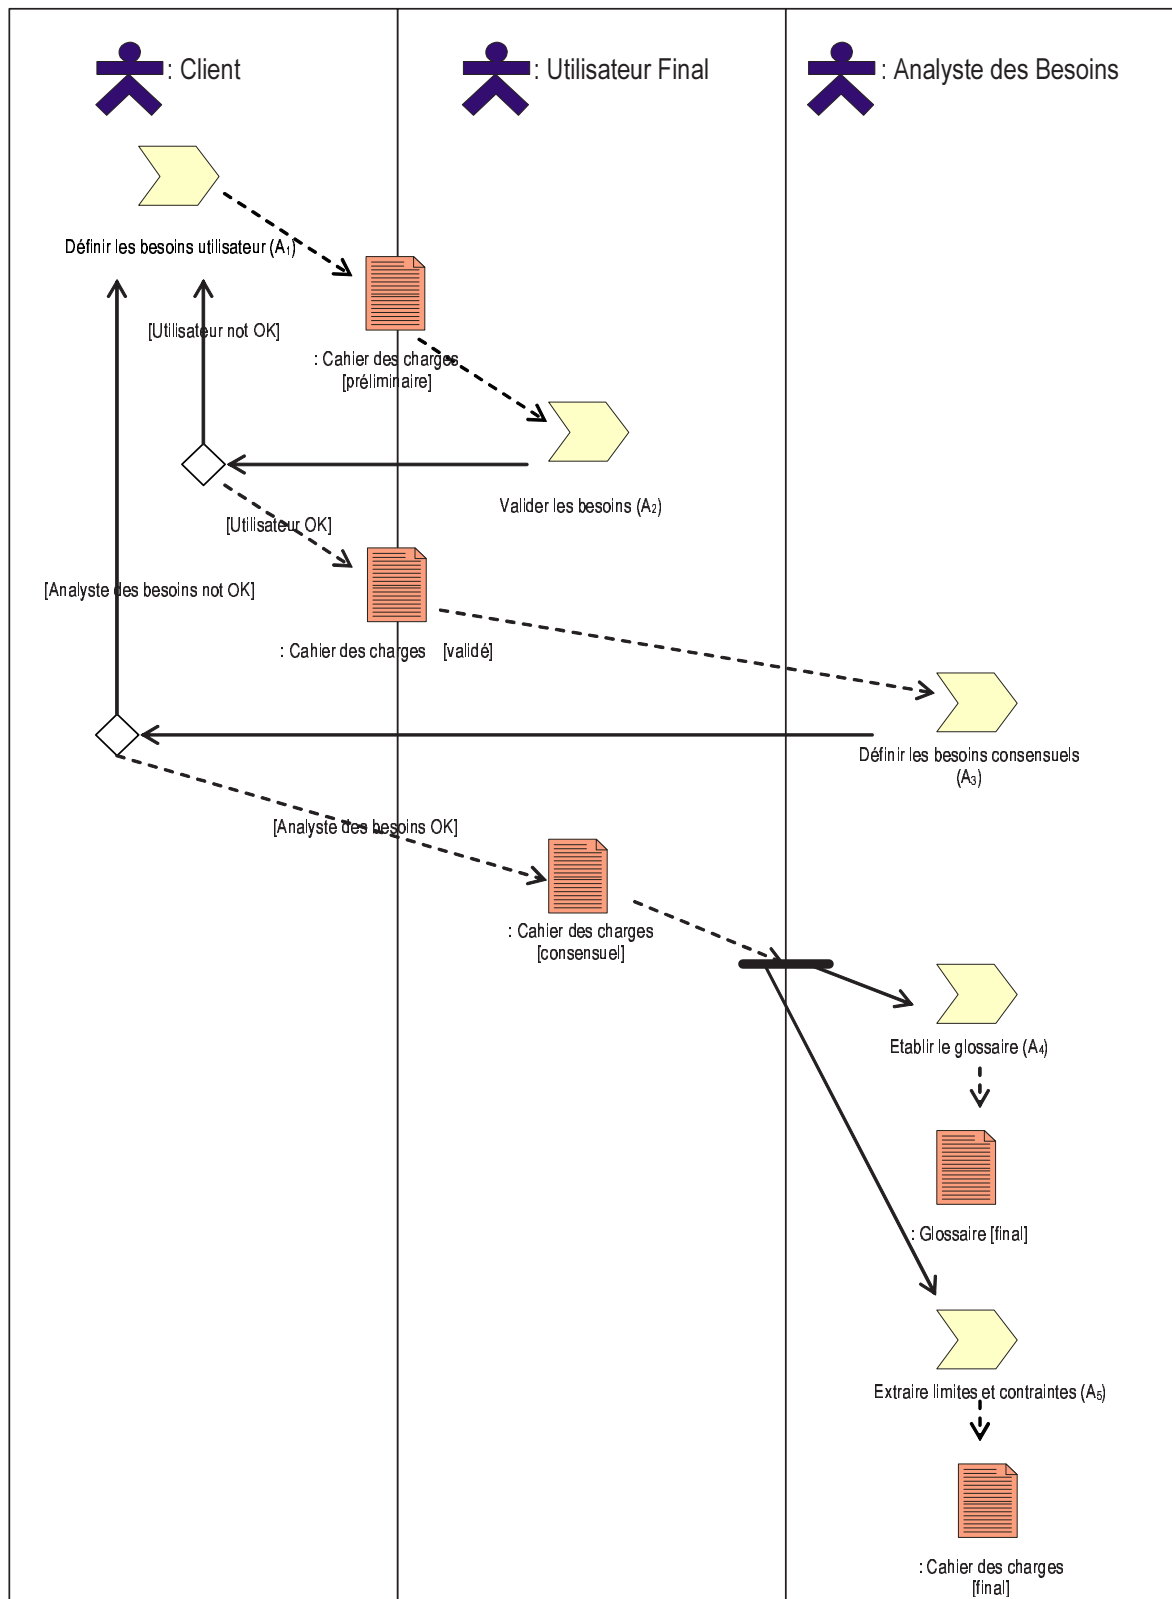 : Client
: Utilisateur Final
: Analyste des Besoins
Définir les besoins utilisateur (A₁)
[Utilisateur not OK]
: Cahier des charges
[préliminaire]
Valider les besoins (A₂)
[Utilisateur OK]
[Analyste des besoins not OK]
: Cahier des charges [validé]
Définir les besoins consensuels
(A₃)
[Analyste des besoins OK]
: Cahier des charges
[consensuel]
Etablir le glossaire (A₄)
: Glossaire [final]
Extraire limites et contraintes (A₅)
: Cahier des charges
[final]